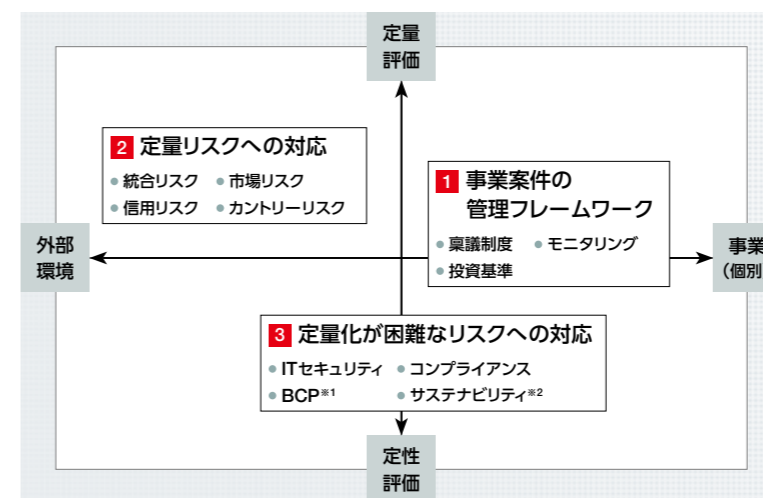 定量
評価
2 定量リスクへの対応
● 統合リスク ● 市場リスク
● 信用リスク ● カントリーリスク
1 事業案件の
管理フレームワーク
● 稟議制度 ● モニタリング
● 投資基準
外部
環境
事業
（個別
3 定量化が困難なリスクへの対応
● ITセキュリティ ● コンプライアンス
● BCP※1 ● サステナビリティ※2
定性
評価